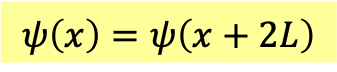 ψ(x) = ψ(x + 2L)